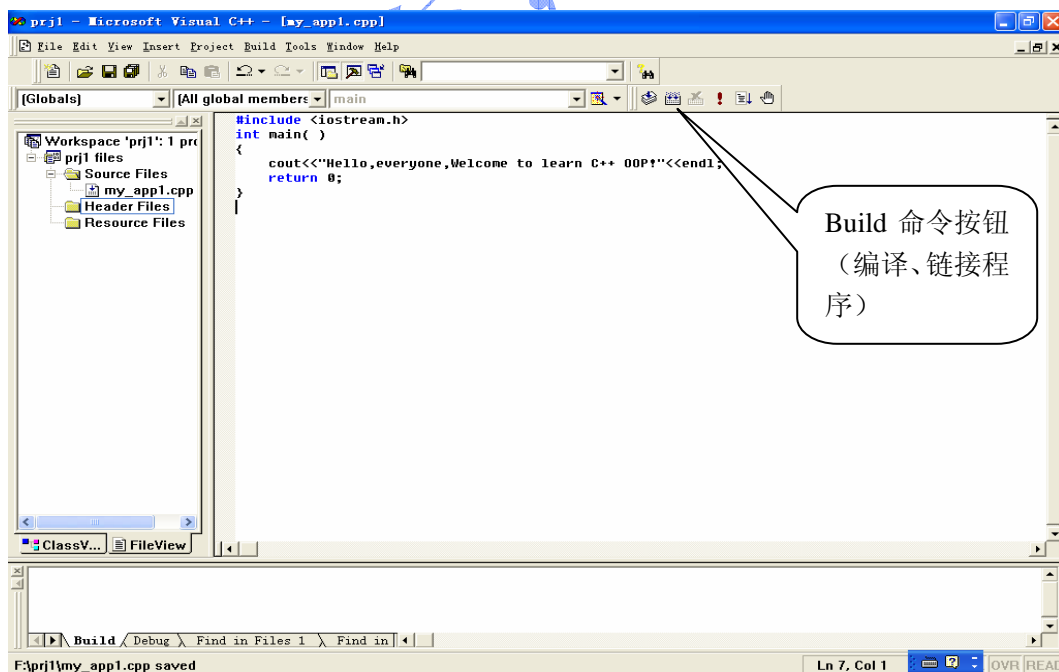 prj1 - Microsoft Visual C++ - [my_app1.cpp]
File Edit View Insert Project Build Tools Window Help
(Globals) (All global members main
Workspace 'prj1': 1 pro
prj1 files
Source Files
my_app1.cpp
Header Files
Resource Files
#include <iostream.h>
int main( )
{
cout<<"Hello,everyone,Welcome to learn C++ OOP!"<<endl;
return 0;
}
Build 命令按钮
（编译、链接程
序）
ClassV... FileView
Build Debug Find in Files 1 Find in
F:\prj1\my_app1.cpp saved Ln 7, Col 1 OVR READ